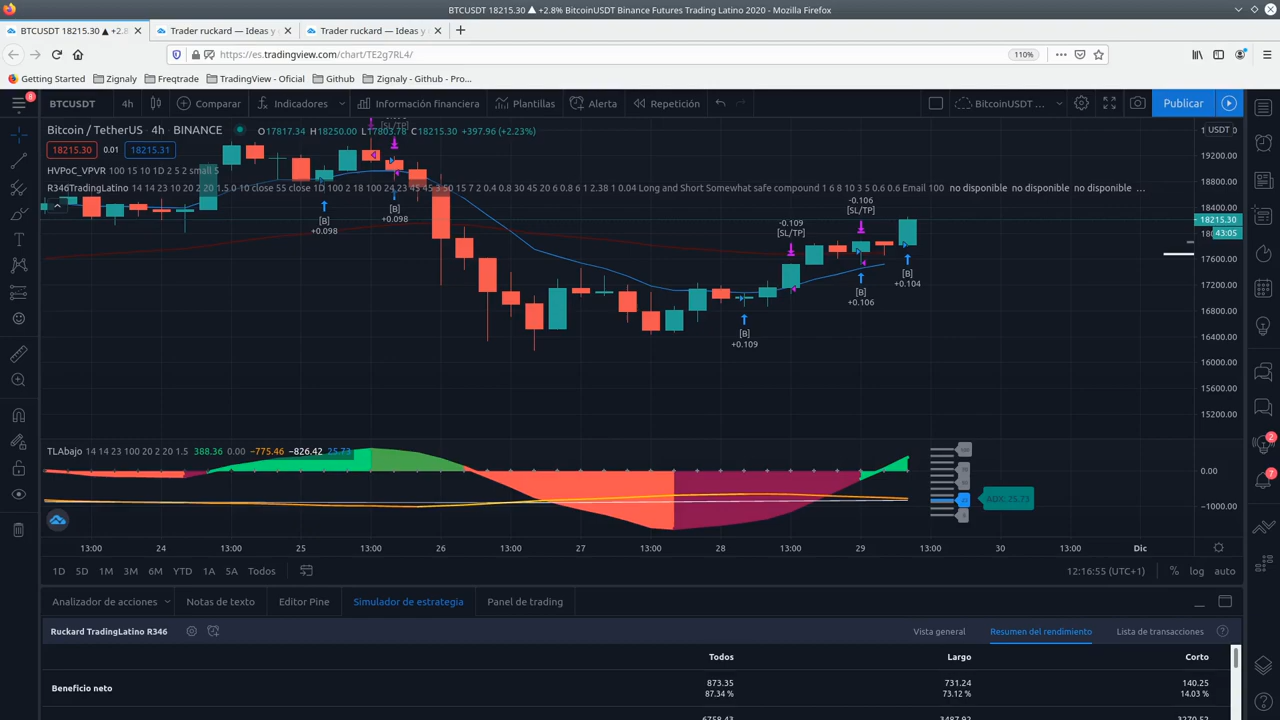 BTCUSDT 18215.30 ▲ +2.8% BitcoinUSDT Binance Futures Trading Latino 2020 - Mozilla Firefox
BTCUSDT 18215.30 ▲ +2.8
Trader ruckard — Ideas y
Trader ruckard — Ideas y
https://es.tradingview.com/chart/TE2g7RL4/
110%
Getting Started
Zignaly
Freqtrade
TradingView - Oficial
Github
Zignaly - Github - Pro...
8
BTCUSDT
4h
Comparar
Indicadores
Información financiera
Plantillas
Alerta
Repetición
BitcoinUSDT ...
Publicar
Bitcoin / TetherUS · 4h · BINANCE
O17817.34 H18250.00 L17803.78 C18215.30 +397.96 (+2.23%)
18215.30
0.01
18215.31
HVPoC_VPVR 100 15 10 1D 2 5 2 small 5
R346TradingLatino 14 14 23 10 20 2 20 1.5 0 10 close 55 close 1D 100 2 18 100 24 23 45 45 3 50 15 7 2 0.4 0.8 30 45 20 6 0.8 6 1 2.38 1 0.04 Long and Short Somewhat safe compound 1 6 8 10 3 5 0.6 0.6 Email 100 no disponible no disponible no disponible ...
[SL/TP]
[B]
+0.098
[B]
+0.098
[B]
+0.109
-0.109
[SL/TP]
-0.106
[SL/TP]
[B]
+0.106
[B]
+0.104
USDT
19200.00
18800.00
18400.00
18215.30
43:05
17600.00
17200.00
16800.00
16400.00
16000.00
15600.00
15200.00
TLAbajo 14 14 23 100 20 2 20 1.5 388.36 0.00 −775.46 −826.42 25.73
ADX: 25.73
0.00
−1000.00
2
7
13:00
24
13:00
25
13:00
26
13:00
27
13:00
28
13:00
29
13:00
30
13:00
Dic
1D
5D
1M
3M
6M
YTD
1A
5A
Todos
12:16:55 (UTC+1)
%
log
auto
Analizador de acciones
Notas de texto
Editor Pine
Simulador de estrategia
Panel de trading
Ruckard TradingLatino R346
Vista general
Resumen del rendimiento
Lista de transacciones
Todos
Largo
Corto
Beneficio neto
873.35
731.24
140.25
87.34 %
73.12 %
14.03 %